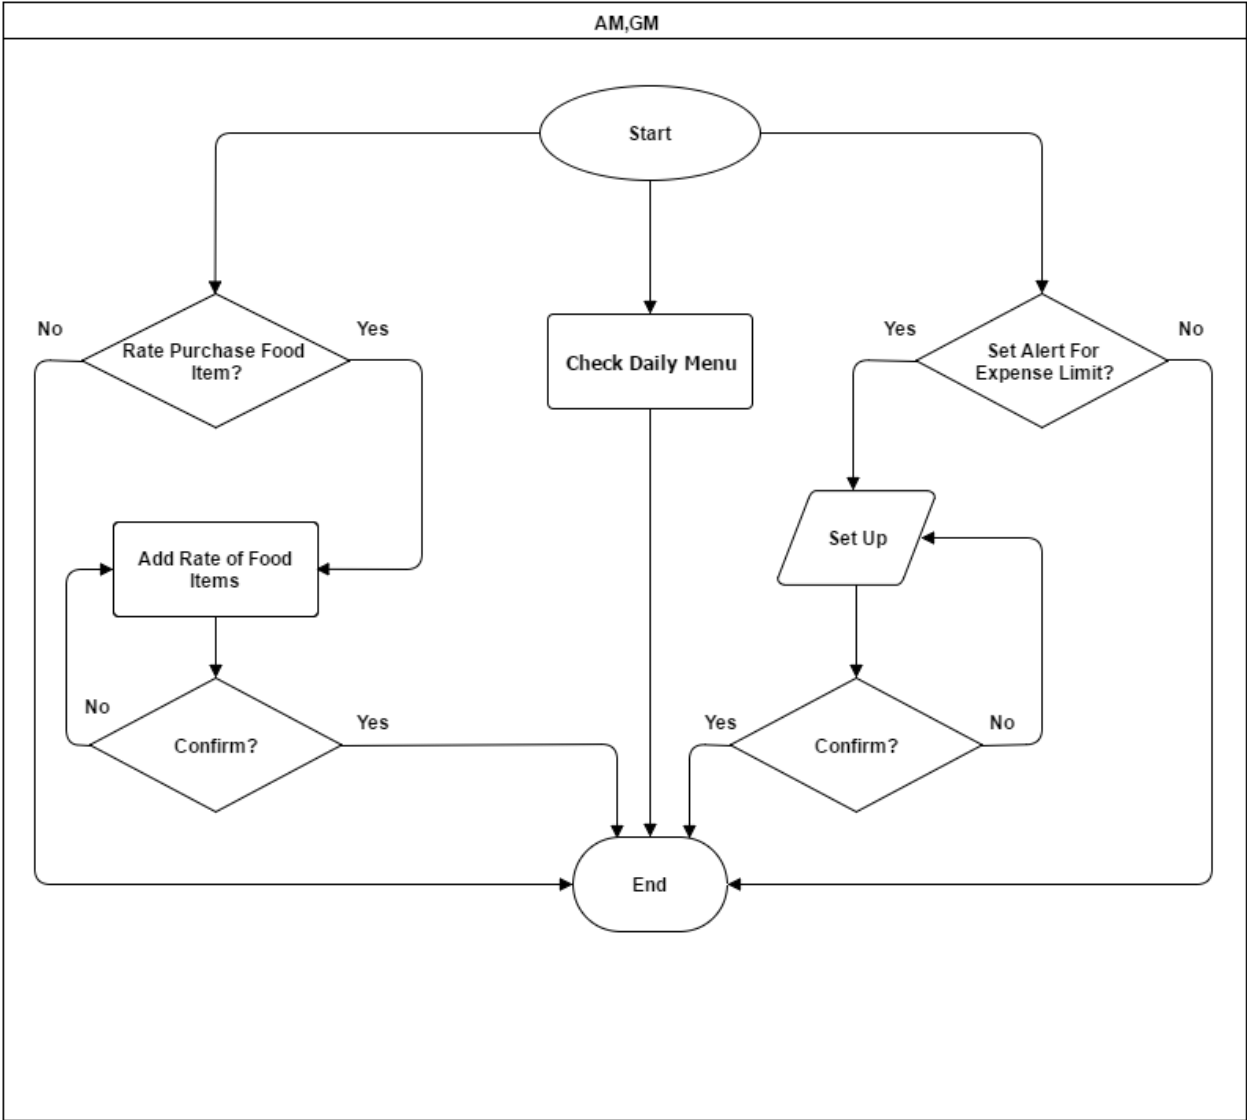 AM,GM
Start
No
Yes
Rate Purchase Food
Item?
Check Daily Menu
Yes
No
Set Alert For
Expense Limit?
Add Rate of Food
Items
Set Up
No
Yes
Confirm?
Yes
No
Confirm?
End